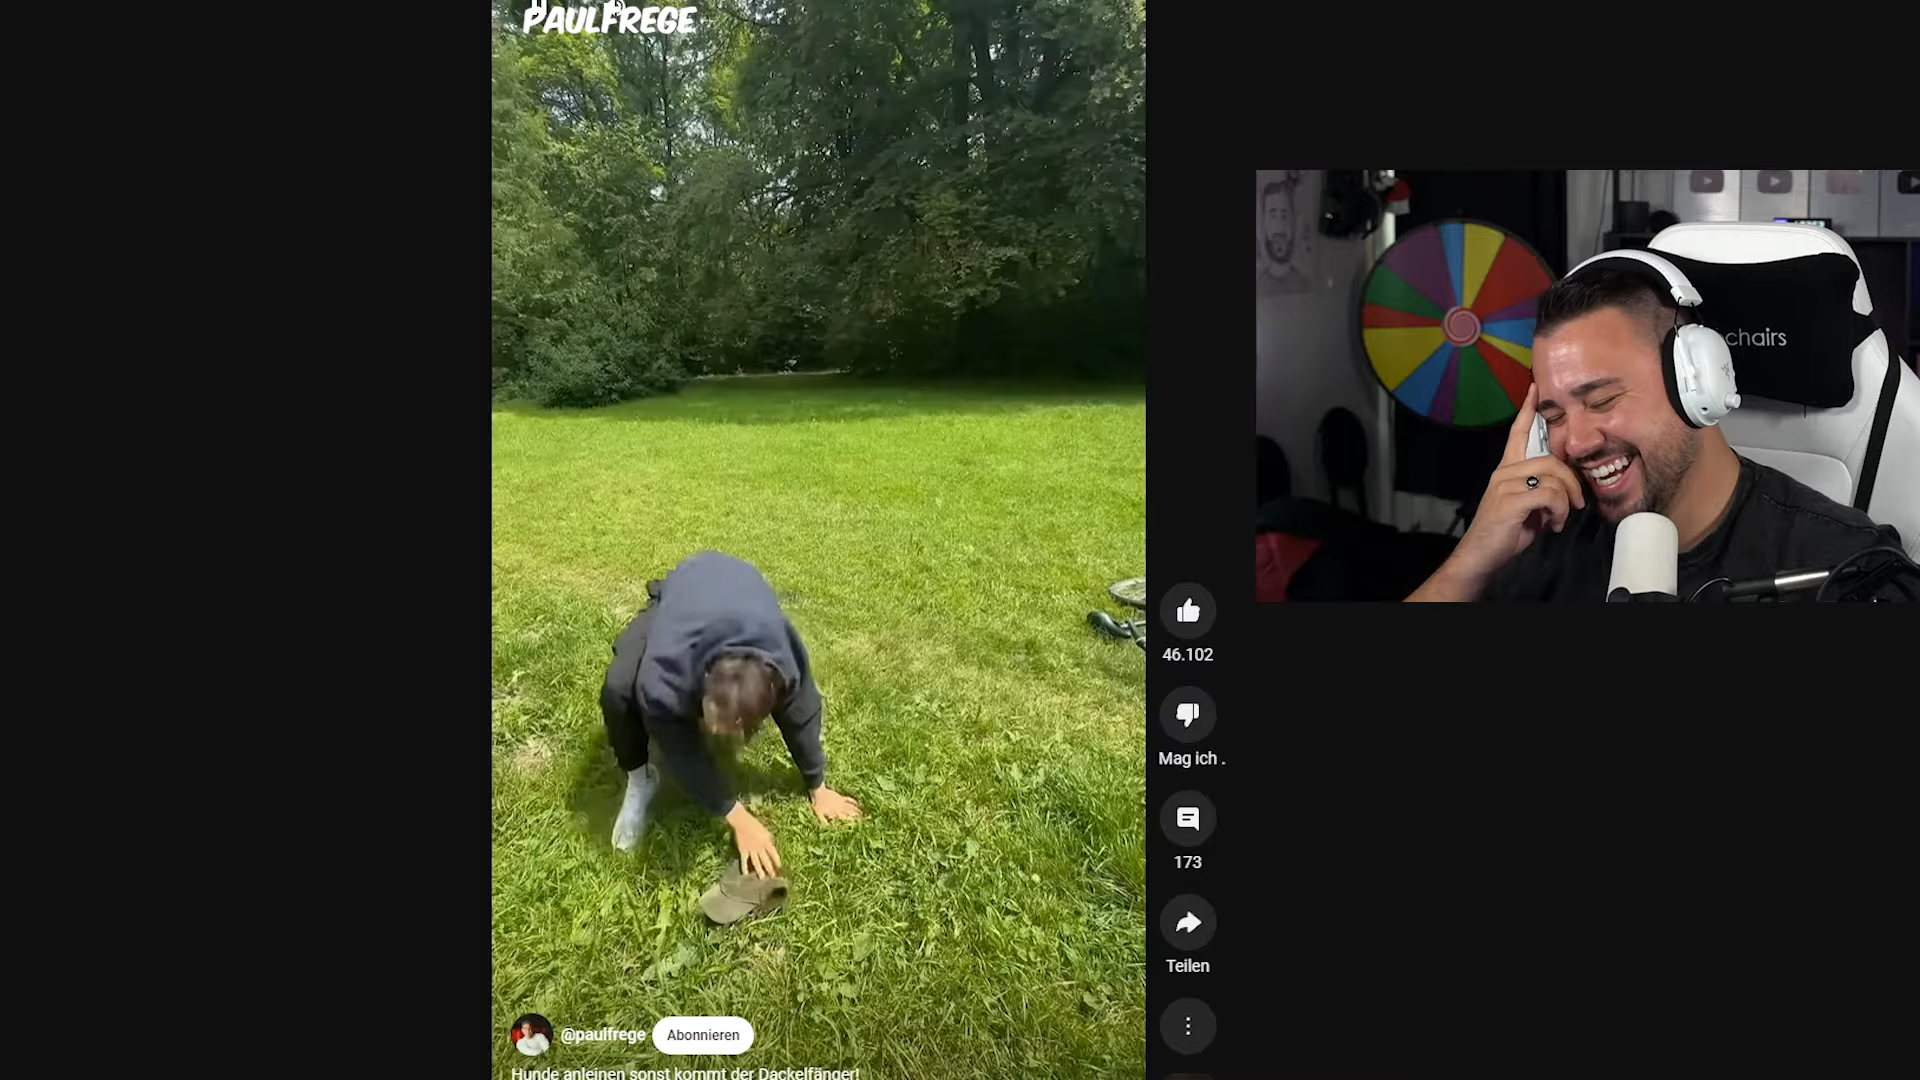 PAULFREGE
chairs
46.102
Mag ich .
173
Teilen
@paulfrege
Abonnieren
Hunde anleinen sonst kommt der Dackelfänger!